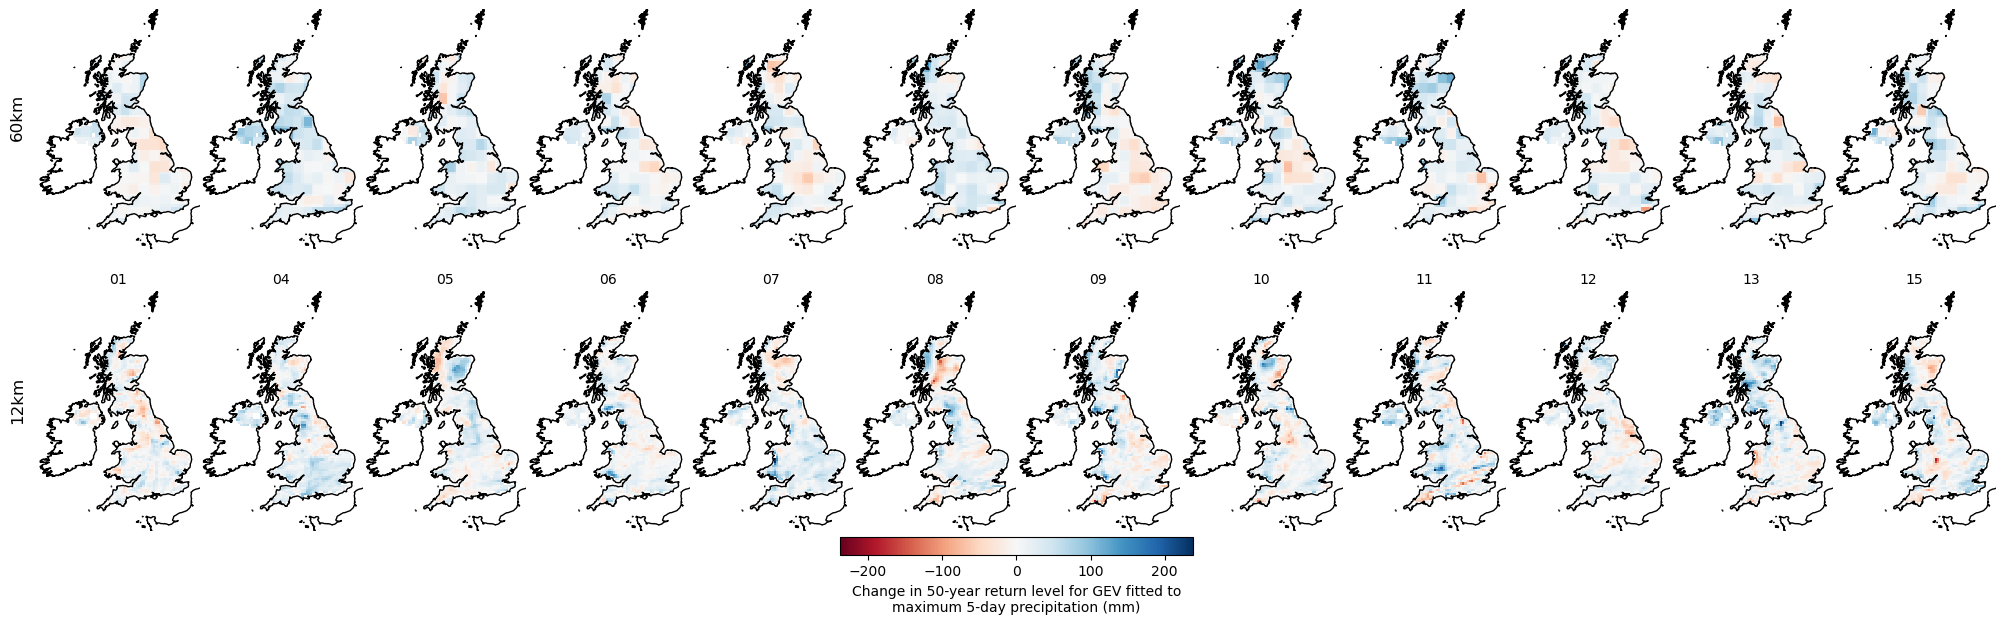 60km
01 04 05 06 07 08 09 10 11 12 13 15
12km
−200 −100 0 100 200
Change in 50-year return level for GEV fitted to
maximum 5-day precipitation (mm)